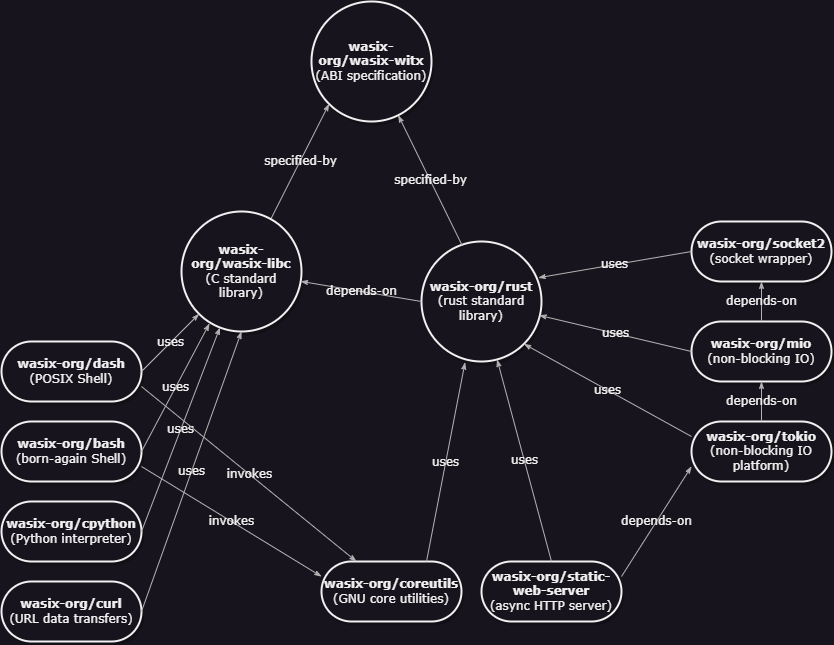 wasix-
org/wasix-witx
(ABI specification)
specified-by
specified-by
wasix-
org/wasix-libc
(C standard
library)
wasix-org/rust
(rust standard
library)
depends-on
wasix-org/socket2
(socket wrapper)
uses
depends-on
wasix-org/mio
(non-blocking IO)
uses
depends-on
wasix-org/tokio
(non-blocking IO
platform)
uses
wasix-org/dash
(POSIX Shell)
uses
wasix-org/bash
(born-again Shell)
uses
wasix-org/cpython
(Python interpreter)
uses
wasix-org/curl
(URL data transfers)
uses
invokes
invokes
uses
uses
depends-on
wasix-org/coreutils
(GNU core utilities)
wasix-org/static-
web-server
(async HTTP server)